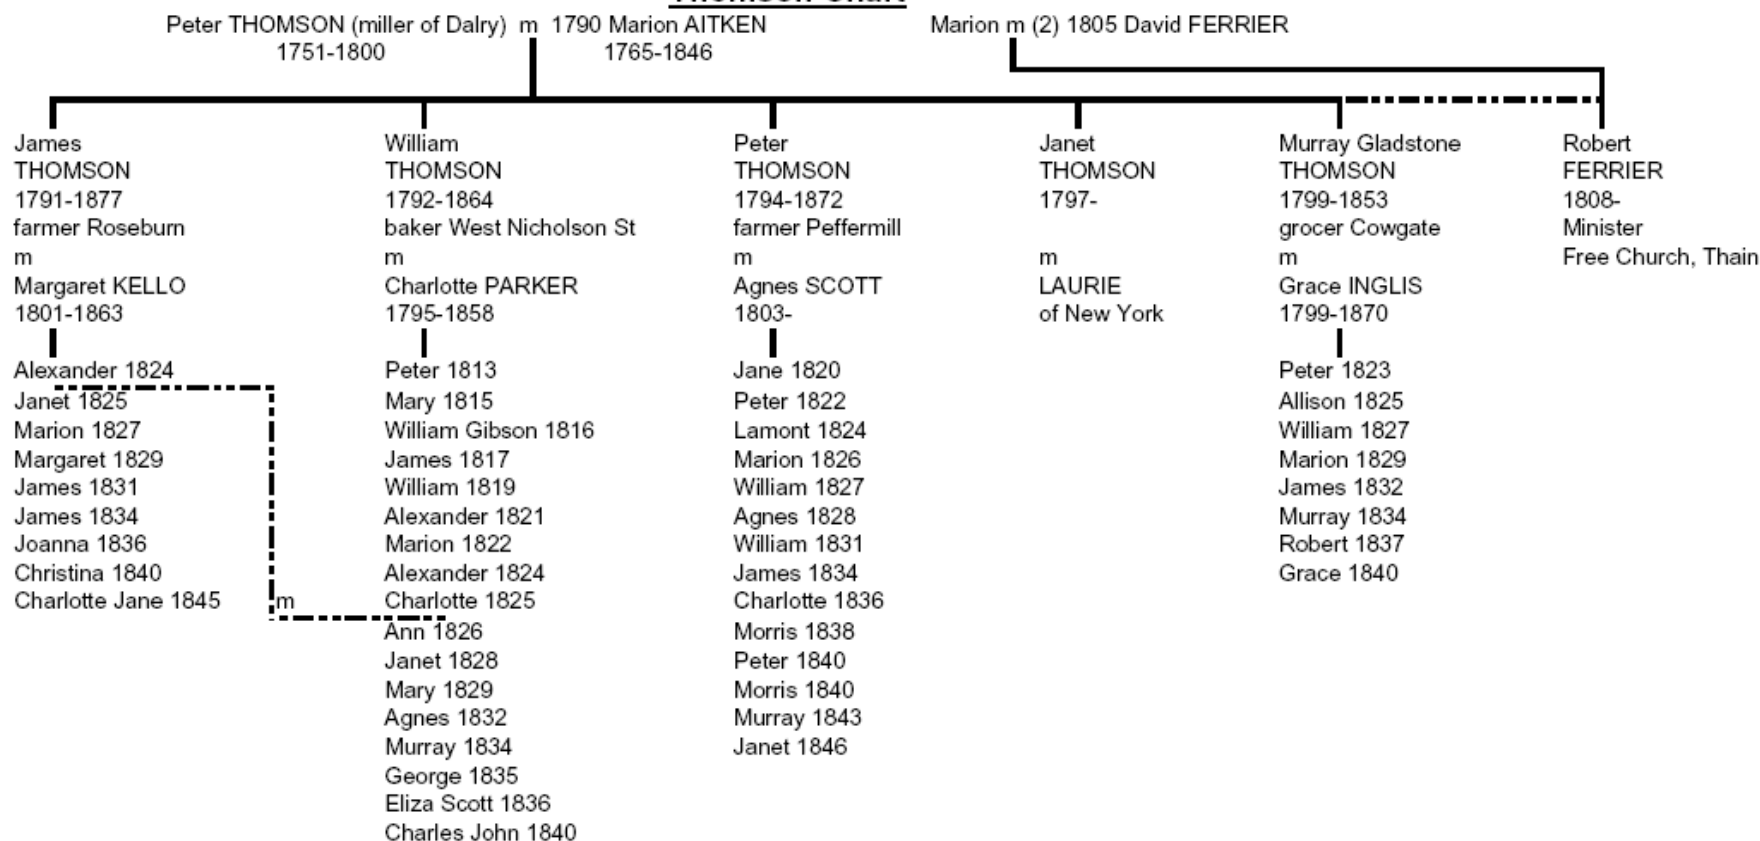 Thomson Chart
Peter THOMSON (miller of Dalry) m 1790 Marion AITKEN
1751-1800
1765-1846
Marion m (2) 1805 David FERRIER
James
THOMSON
1791-1877
farmer Roseburn
m
Margaret KELLO
1801-1863
Alexander 1824
Janet 1825
Marion 1827
Margaret 1829
James 1831
James 1834
Joanna 1836
Christina 1840
Charlotte Jane 1845
m
William
THOMSON
1792-1864
baker West Nicholson St
m
Charlotte PARKER
1795-1858
Peter 1813
Mary 1815
William Gibson 1816
James 1817
William 1819
Alexander 1821
Marion 1822
Alexander 1824
Charlotte 1825
Ann 1826
Janet 1828
Mary 1829
Agnes 1832
Murray 1834
George 1835
Eliza Scott 1836
Charles John 1840
Peter
THOMSON
1794-1872
farmer Peffermill
m
Agnes SCOTT
1803-
Jane 1820
Peter 1822
Lamont 1824
Marion 1826
William 1827
Agnes 1828
William 1831
James 1834
Charlotte 1836
Morris 1838
Peter 1840
Morris 1840
Murray 1843
Janet 1846
Janet
THOMSON
1797-
m
LAURIE
of New York
Murray Gladstone
THOMSON
1799-1853
grocer Cowgate
m
Grace INGLIS
1799-1870
Peter 1823
Allison 1825
William 1827
Marion 1829
James 1832
Murray 1834
Robert 1837
Grace 1840
Robert
FERRIER
1808-
Minister
Free Church, Thain